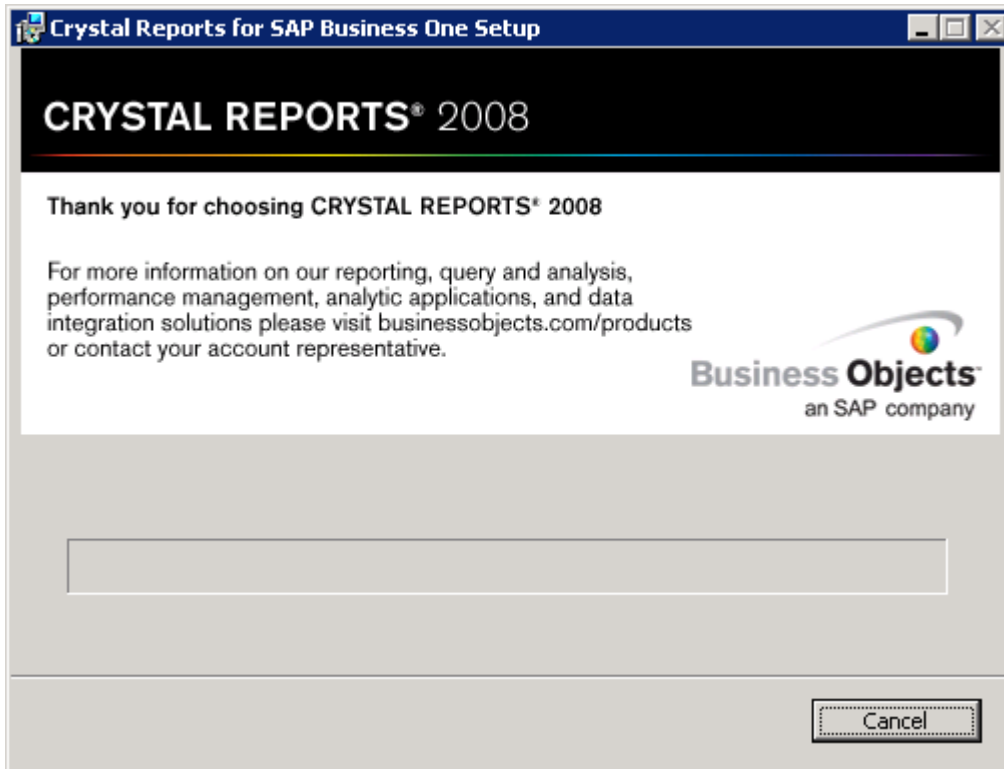 Crystal Reports for SAP Business One Setup
CRYSTAL REPORTS® 2008
Thank you for choosing CRYSTAL REPORTS® 2008
For more information on our reporting, query and analysis,
performance management, analytic applications, and data
integration solutions please visit businessobjects.com/products
or contact your account representative.
Business Objects
an SAP company
Cancel